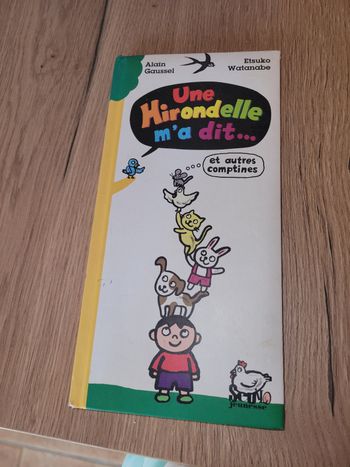 Alain
Gaussel
Etsuko
Watanabe
Une
Hirondelle
m'a dit...
et autres
comptines
Seuil
jeunesse